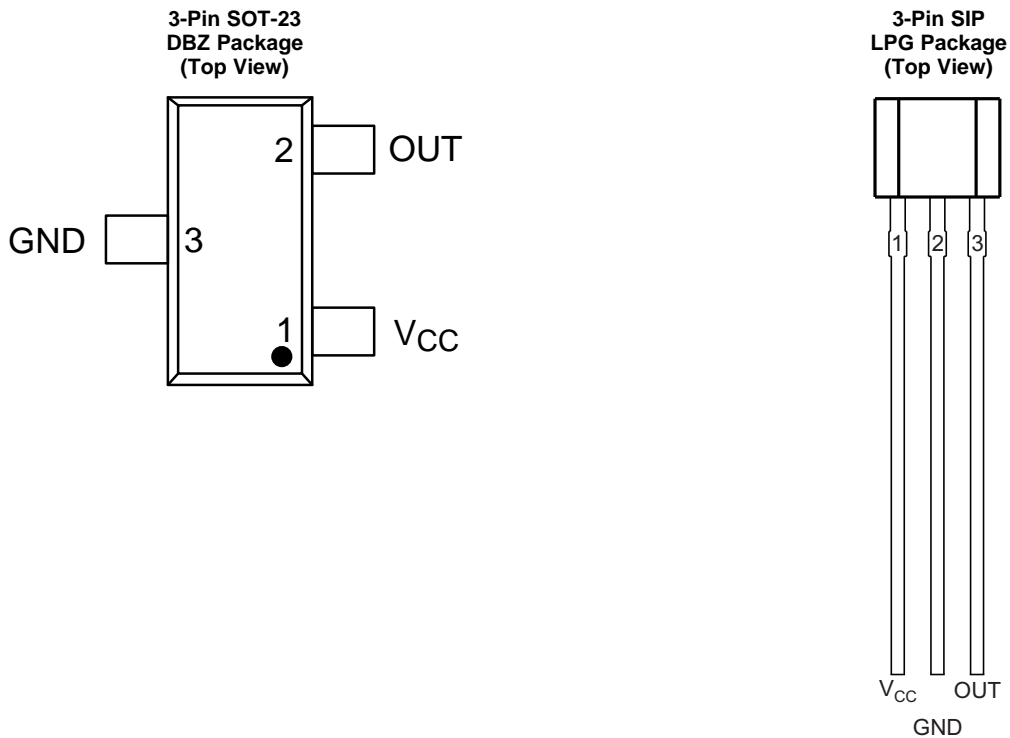 3-Pin SOT-23
DBZ Package
(Top View)
2
OUT
GND
3
1
VCC
3-Pin SIP
LPG Package
(Top View)
1
2
3
VCC
OUT
GND